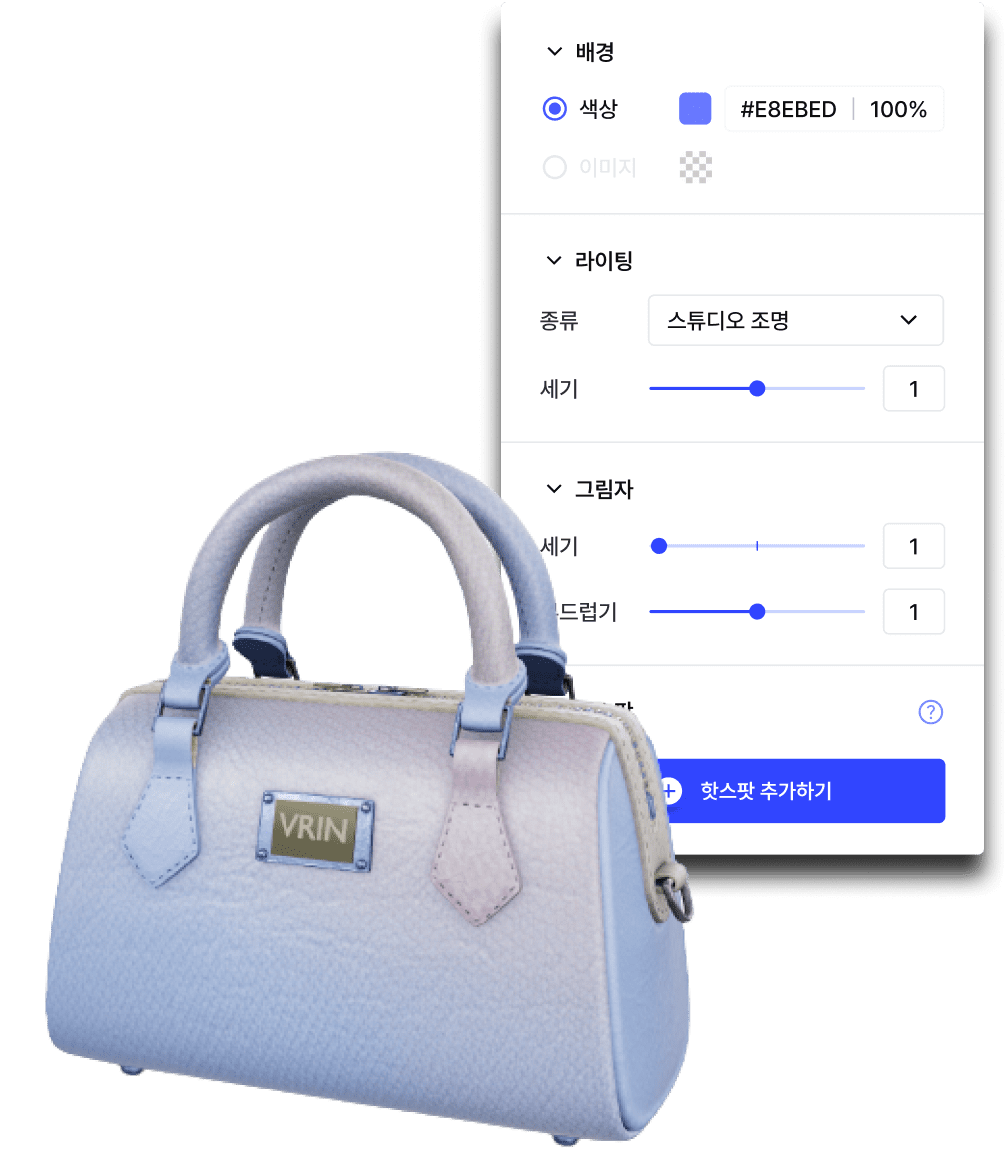 배경
색상 #E8EBED 100%
이미지
라이팅
종류 스튜디오 조명
세기 1
그림자
세기 1
드럽기 1
?
핫스팟 추가하기
VRIN